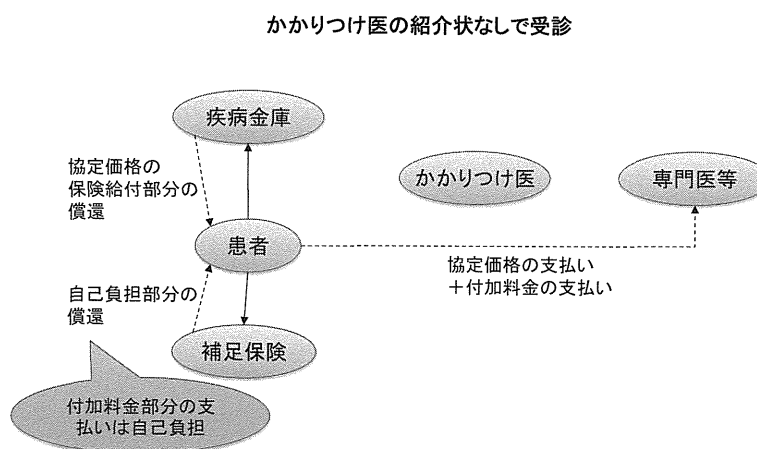 かかりつけ医の紹介状なしで受診
疾病金庫
協定価格の
保険給付部分の
償還
かかりつけ医
専門医等
患者
協定価格の支払い
＋付加料金の支払い
自己負担部分の
償還
補足保険
付加料金部分の支
払いは自己負担